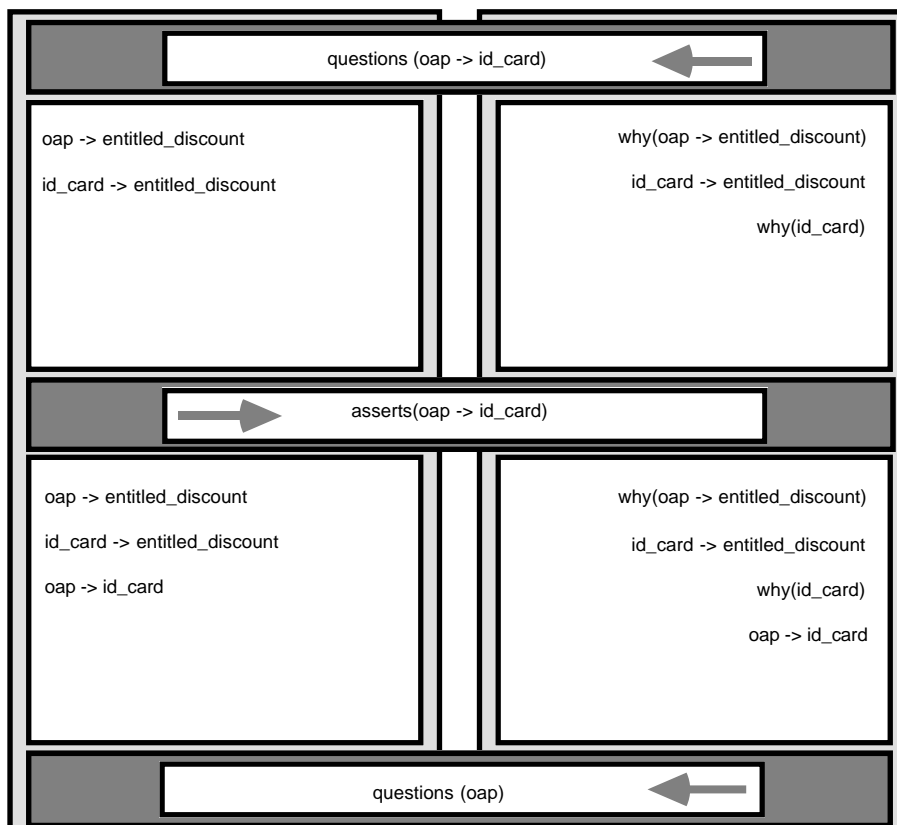 questions (oap -> id_card)
oap -> entitled_discount
id_card -> entitled_discount
why(oap -> entitled_discount)
id_card -> entitled_discount
why(id_card)
asserts(oap -> id_card)
oap -> entitled_discount
id_card -> entitled_discount
oap -> id_card
why(oap -> entitled_discount)
id_card -> entitled_discount
why(id_card)
oap -> id_card
questions (oap)